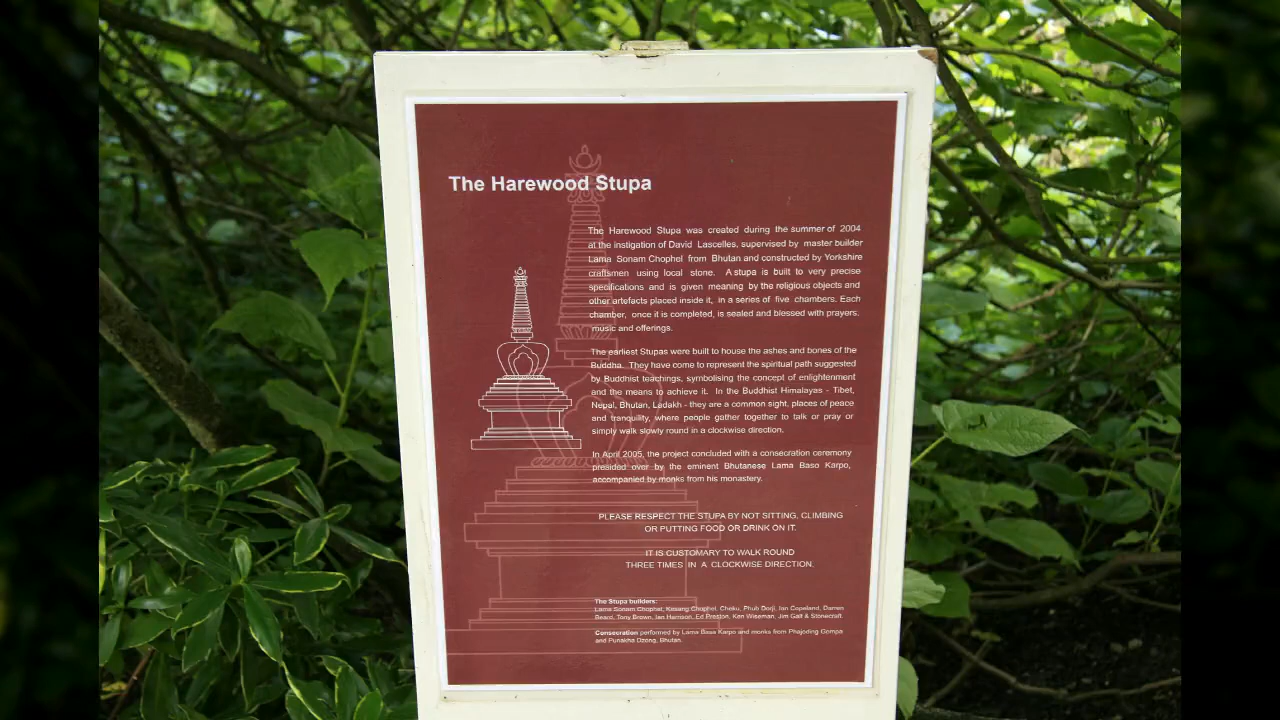 The Harewood Stupa
The Harewood Stupa was created during the summer of 2004
at the instigation of David Lascelles, supervised by master builder
Lama Sonam Chophel from Bhutan and constructed by Yorkshire
craftsmen using local stone. A stupa is built to very precise
specifications and is given meaning by the religious objects and
other artefacts placed inside it, in a series of five chambers. Each
chamber, once it is completed, is sealed and blessed with prayers,
music and offerings.
The earliest Stupas were built to house the ashes and bones of the
Buddha. They have come to represent the spiritual path suggested
by Buddhist teachings, symbolising the concept of enlightenment
and the means to achieve it. In the Buddhist Himalayas - Tibet,
Nepal, Bhutan, Ladakh - they are a common sight, places of peace
and tranquility, where people gather together to talk or pray or
simply walk slowly round in a clockwise direction.
In April 2005, the project concluded with a consecration ceremony
presided over by the eminent Bhutanese Lama Baso Karpo,
accompanied by monks from his monastery.
PLEASE RESPECT THE STUPA BY NOT SITTING, CLIMBING
OR PUTTING FOOD OR DRINK ON IT.
IT IS CUSTOMARY TO WALK ROUND
THREE TIMES IN A CLOCKWISE DIRECTION.
The Stupa builders:
Lama Sonam Chophel, Kesang Chophel, Cheku, Phub Dorji, Ian Copeland, Darren
Beard, Tony Brown, Ian Harrison, Ed Preston, Ken Wiseman, Jim Galt & Stonecraft.
Consecration performed by Lama Basa Karpo and monks from Phajoding Gompa
and Punakha Dzong, Bhutan.